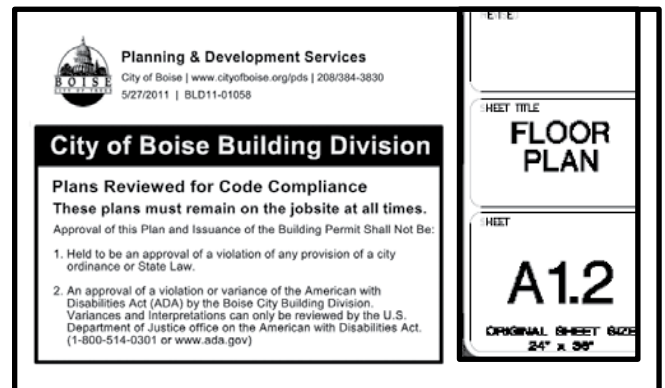 BOISE
CITY OF TREES
Planning & Development Services
City of Boise | www.cityofboise.org/pds | 208/384-3830
5/27/2011 | BLD11-01058
City of Boise Building Division
Plans Reviewed for Code Compliance
These plans must remain on the jobsite at all times.
Approval of this Plan and Issuance of the Building Permit Shall Not Be:
1. Held to be an approval of a violation of any provision of a city
ordinance or State Law.
2. An approval of a violation or variance of the American with
Disabilities Act (ADA) by the Boise City Building Division.
Variances and Interpretations can only be reviewed by the U.S.
Department of Justice office on the American with Disabilities Act.
(1-800-514-0301 or www.ada.gov)
SHEET TITLE
FLOOR
PLAN
SHEET
A1.2
ORIGINAL SHEET SIZE
24" x 36"